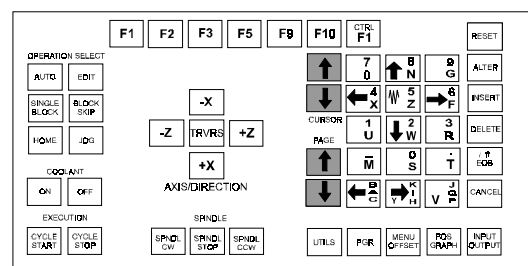 F1 F2 F3 F5 F9 F10 CTRL F1
RESET
OPERATION SELECT
AUTO EDIT
SINGLE BLOCK BLOCK SKIP
HOME JOG
COOLANT
ON OFF
EXECUTION
CYCLE START CYCLE STOP
-X
-Z TRVRS +Z
+X
AXIS/DIRECTION
SPINDLE
SPNDL CW SPINDL STOP SPNDL CCW
CURSOR
PAGE
7 0 8 N 9 G
4 X W 5 Z 6 F
1 U 2 W 3 R
- M 0 S . T
B A C Y K I H V J Q P
ALTER
INSERT
DELETE
/ # EOB
CANCEL
UTILS PGR MENU OFFSET POS GRAPH INPUT OUTPUT